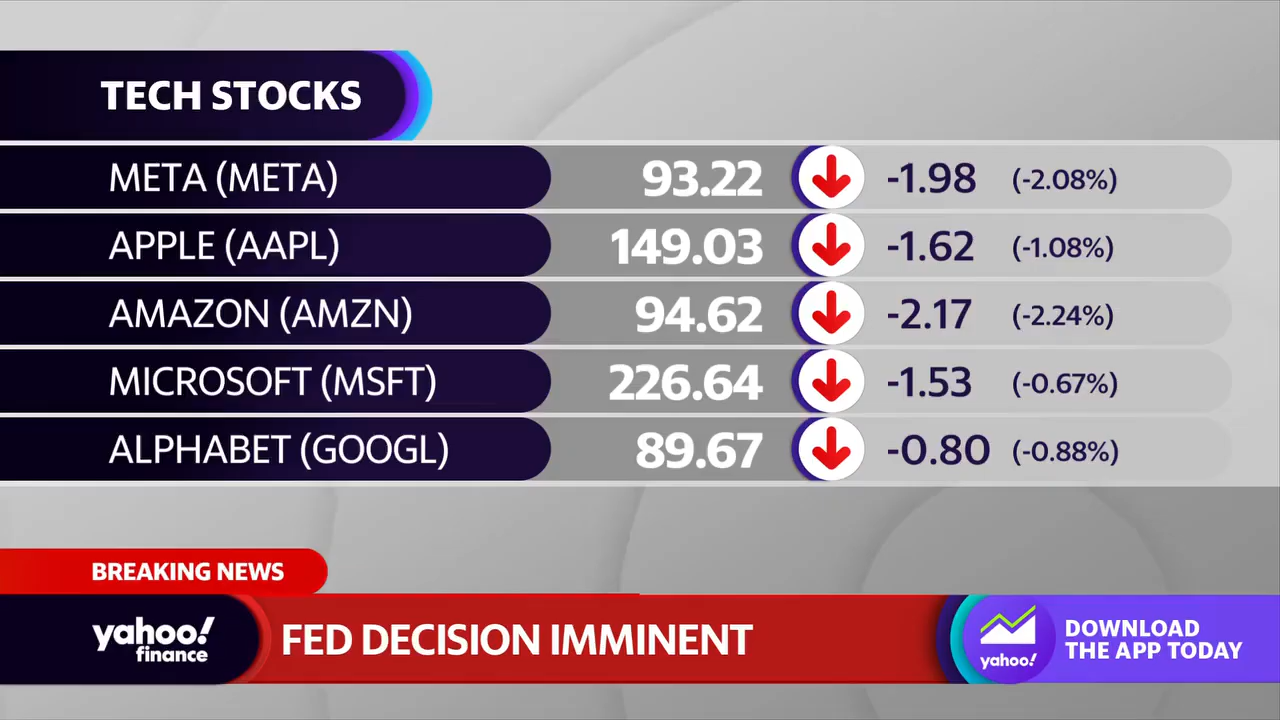 TECH STOCKS
META (META) 93.22 -1.98 (-2.08%)
APPLE (AAPL) 149.03 -1.62 (-1.08%)
AMAZON (AMZN) 94.62 -2.17 (-2.24%)
MICROSOFT (MSFT) 226.64 -1.53 (-0.67%)
ALPHABET (GOOGL) 89.67 -0.80 (-0.88%)
BREAKING NEWS
yahoo!
finance
FED DECISION IMMINENT
yahoo!
DOWNLOAD
THE APP TODAY